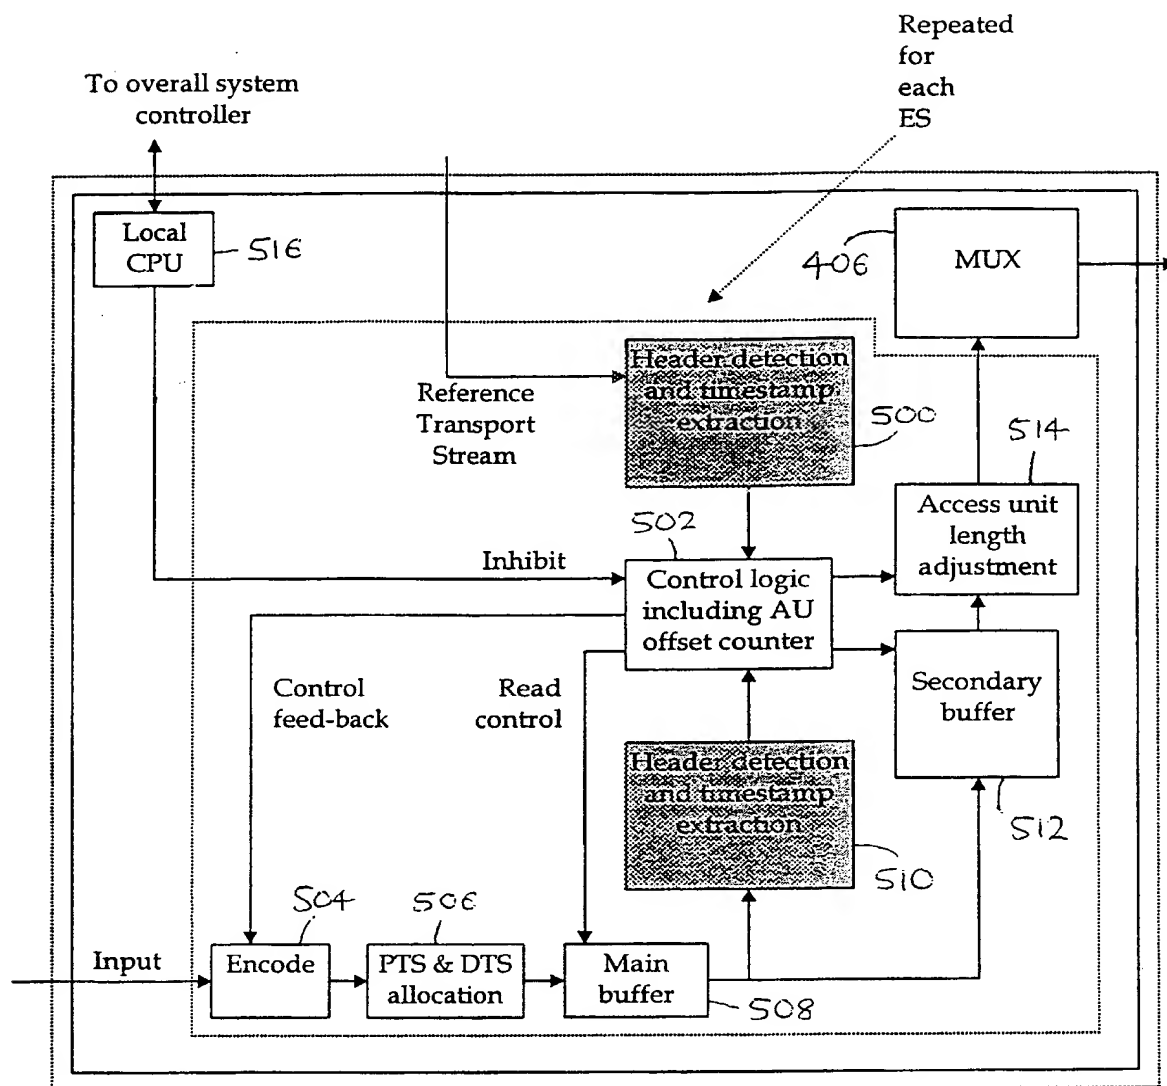 Repeated
for
each
ES
To overall system
controller
Local
CPU
516
406
MUX
Header detection
and timestamp
extraction
500
Reference
Transport
Stream
514
Access unit
length
adjustment
502
Inhibit
Control logic
including AU
offset counter
Control
feed-back
Read
control
Secondary
buffer
512
Header detection
and timestamp
extraction
510
504
506
Input
Encode
PTS & DTS
allocation
Main
buffer
508